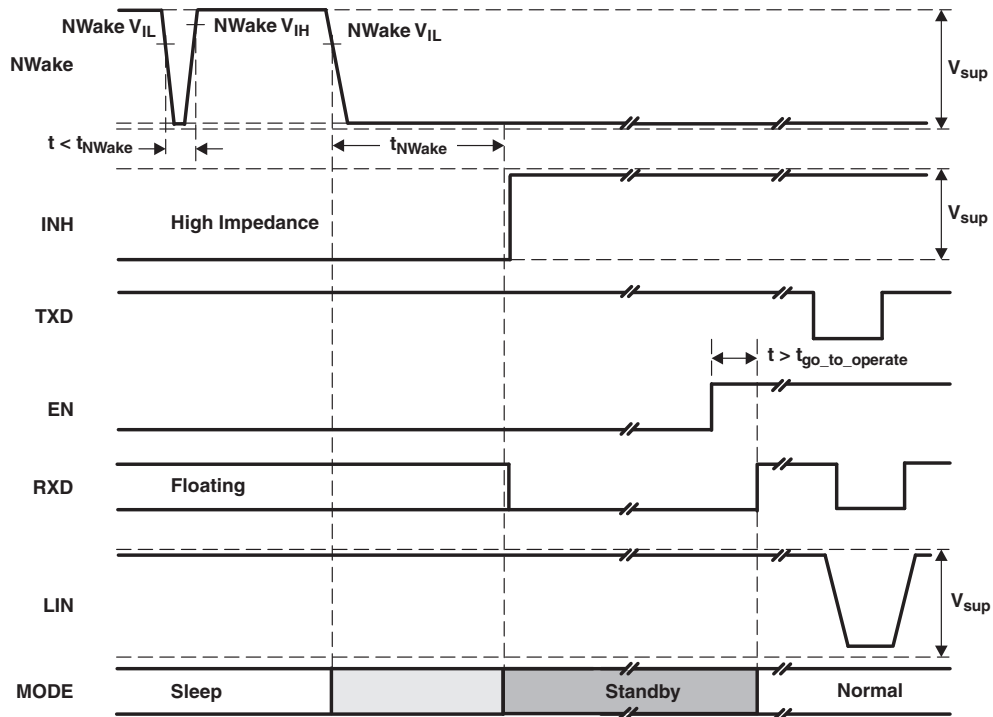 NWake V_IL
NWake V_IH
NWake V_IL
NWake
V_sup
t < t_NWake
t_NWake
INH
High Impedance
V_sup
TXD
t > t_go_to_operate
EN
RXD
Floating
LIN
V_sup
MODE
Sleep
Standby
Normal